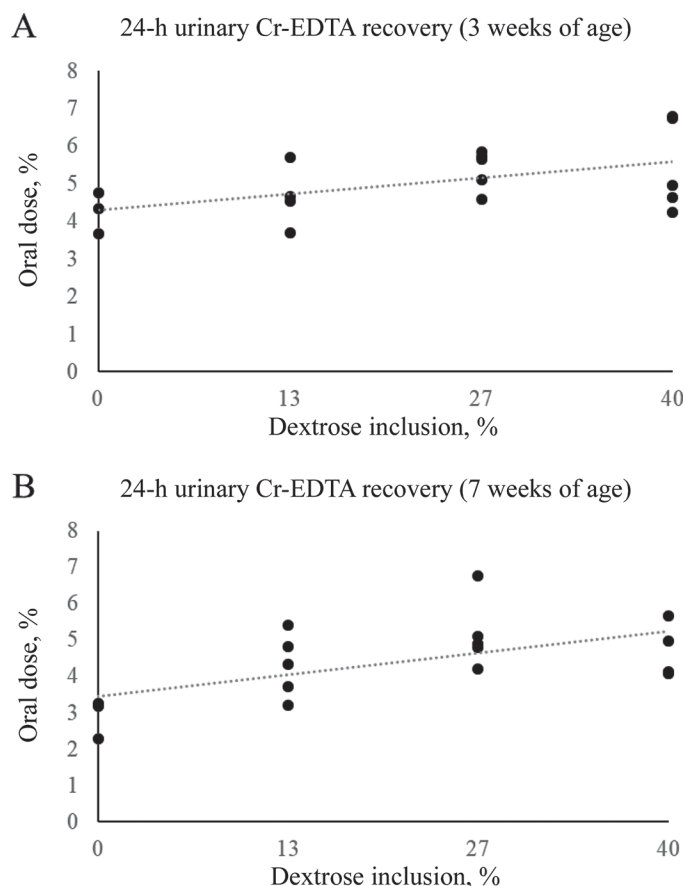 A
24-h urinary Cr-EDTA recovery (3 weeks of age)
8
7
6
5
4
3
2
1
0
Oral dose, %
0 13 27 40
Dextrose inclusion, %
B
24-h urinary Cr-EDTA recovery (7 weeks of age)
8
7
6
5
4
3
2
1
0
Oral dose, %
0 13 27 40
Dextrose inclusion, %